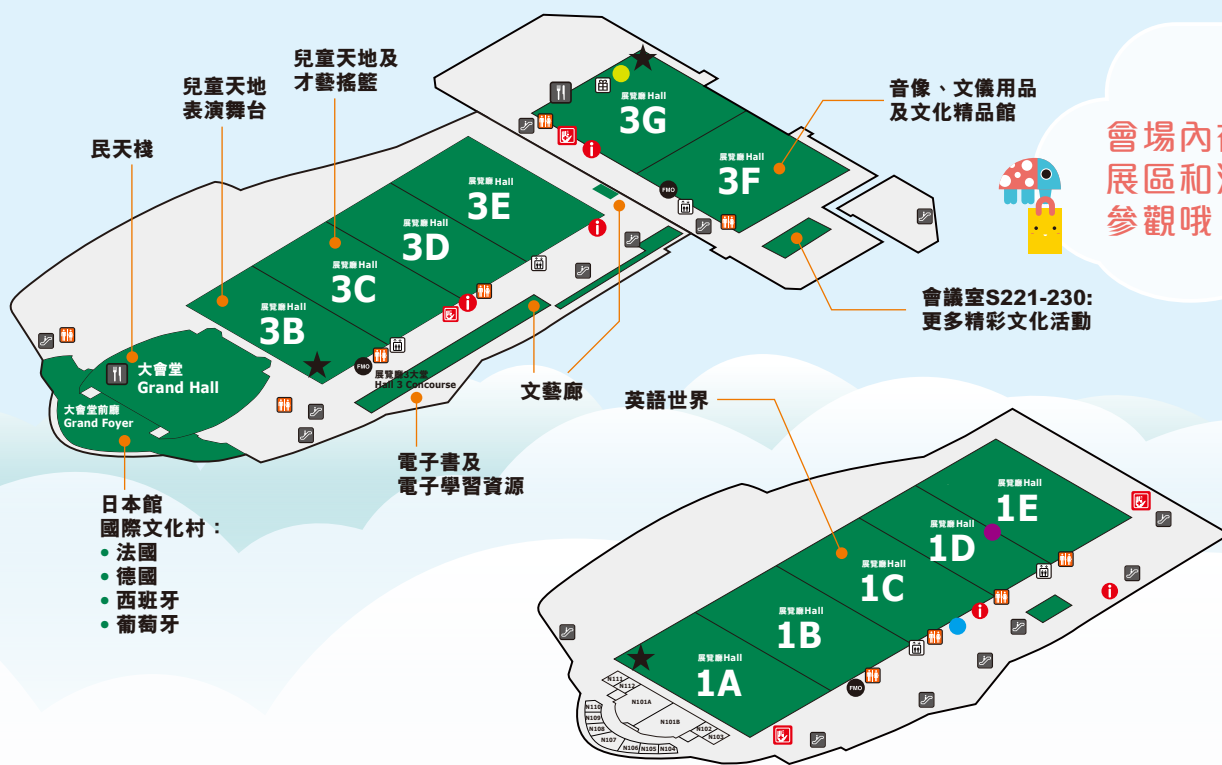 兒童天地及
才藝搖籃
兒童天地
表演舞台
民天棧
音像、文儀用品
及文化精品館
會場內
展區和
參觀哦
展覽廳Hall
3G
展覽廳Hall
3F
展覽廳Hall
3E
展覽廳Hall
3D
展覽廳Hall
3C
展覽廳Hall
3B
FMO
FMO
大會堂
Grand Hall
大會堂前廳
Grand Foyer
展覽廳3大堂
Hall 3 Concourse
會議室S221-230:
更多精彩文化活動
文藝廊
英語世界
電子書及
電子學習資源
日本館
國際文化村：
• 法國
• 德國
• 西班牙
• 葡萄牙
展覽廳Hall
1E
展覽廳Hall
1D
展覽廳Hall
1C
展覽廳Hall
1B
展覽廳Hall
1A
FMO
N111
N112
N101A
N110
N109
N108
N107
N106
N105
N104
N101B
N102
N103